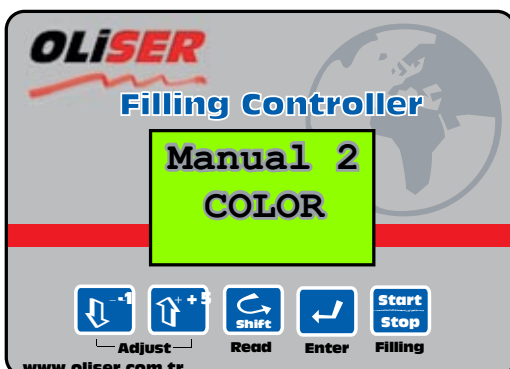 OLiSER
Filling Controller
Manual 2
COLOR
-1 + 5 Shift Start
Stop
Adjust Read Enter Filling
www.oliser.com.tr